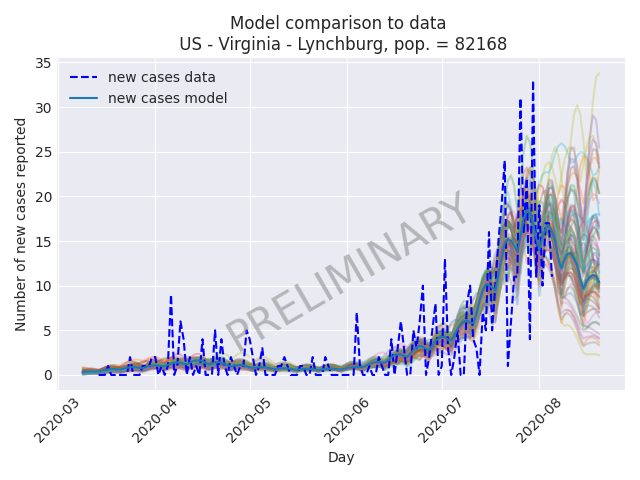 Model comparison to data
US - Virginia - Lynchburg, pop. = 82168
35
new cases data
new cases model
30
25
20
15
10
5
0
Number of new cases reported
PRELIMINARY
2020-03
2020-04
2020-05
2020-06
2020-07
2020-08
Day